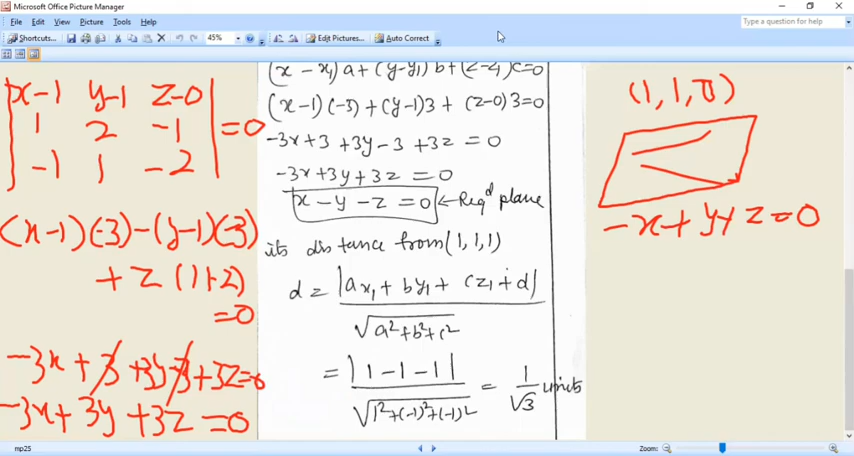 Microsoft Office Picture Manager
File Edit View Picture Tools Help
Type a question for help
Shortcuts... 45% Edit Pictures... Auto Correct
|x-1 y-1 z-0|
|1 2 -1| =0
|-1 1 -2|
(x-1)(-3)-(y-1)(-3)
+ z (1+2)
=0
-3x+3+3y-3+3z=0
-3x+3y+3z=0
(x-x₁)a+(y-y₁)b+(z-z₁)c=0
(x-1)(-3)+(y-1)3+(z-0)3=0
-3x+3+3y-3+3z=0
-3x+3y+3z=0
x-y-z=0 ← Reqᵈ plane
its distance from (1,1,1)
d = |ax₁+by₁+cz₁+d|
√a²+b²+c²
= |1-1-1| = 1 units
√1²+(-1)²+(-1)² √3
-x+y+z=0
mp25
Zoom: